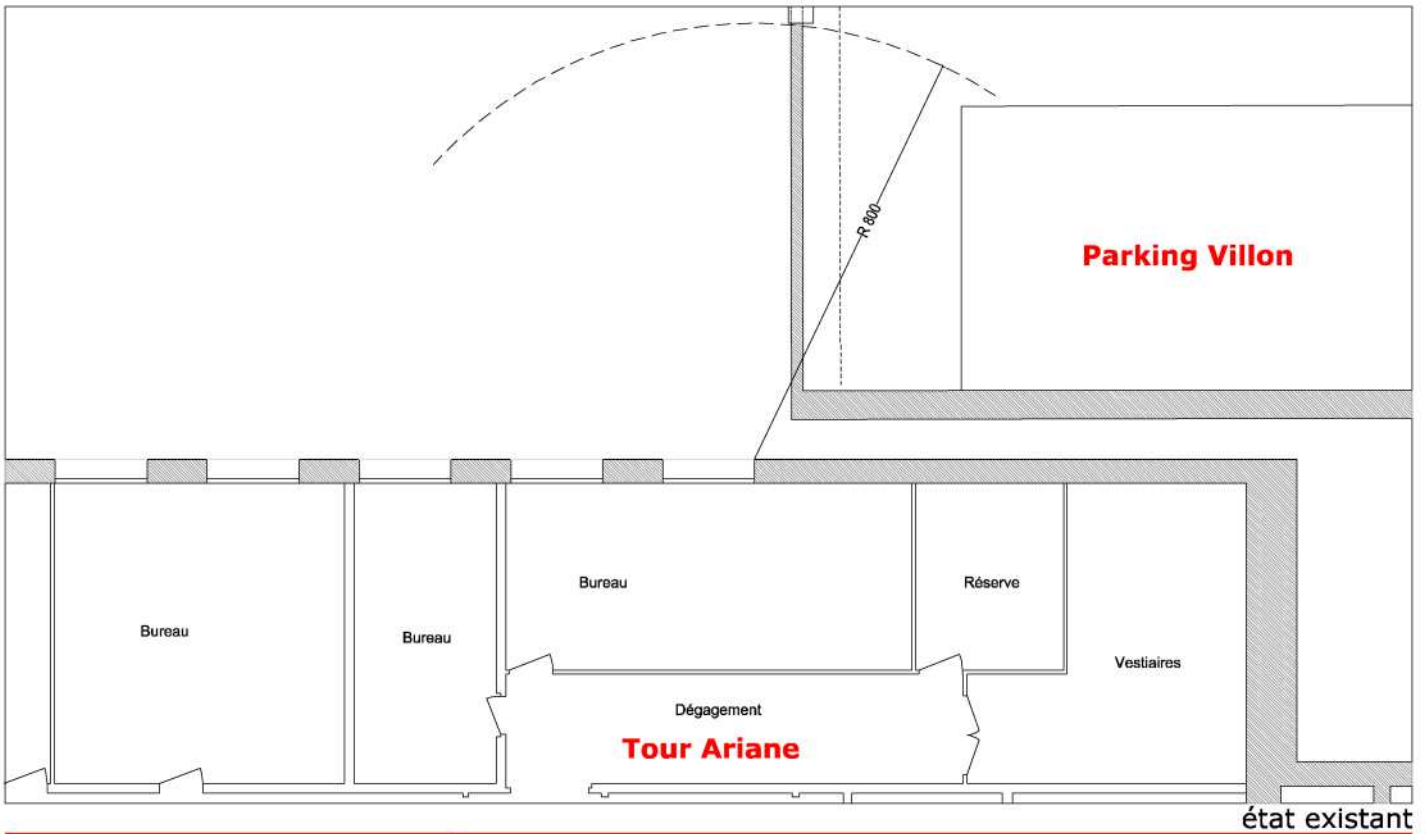 R 800
Parking Villon
Bureau
Réserve
Bureau
Bureau
Vestiaires
Dégagement
Tour Ariane
état existant